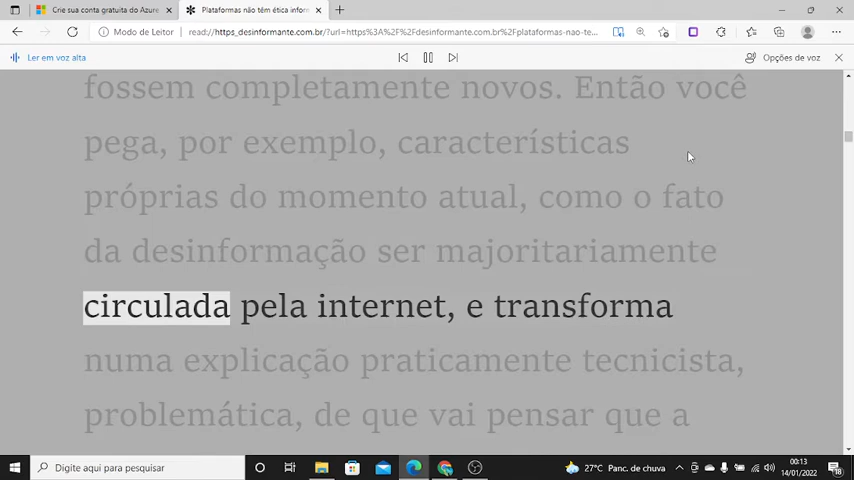 Crie sua conta gratuita do Azure
Plataformas não têm ética inform
Modo de Leitor
read://https_desinformante.com.br/?url=https%3A%2F%2Fdesinformante.com.br%2Fplataformas-nao-te...
Ler em voz alta
Opções de voz
fossem completamente novos. Então você
pega, por exemplo, características
próprias do momento atual, como o fato
da desinformação ser majoritariamente
circulada pela internet, e transforma
numa explicação praticamente tecnicista,
problemática, de que vai pensar que a
Digite aqui para pesquisar
27°C Panc. de chuva
00:13
14/01/2022
18